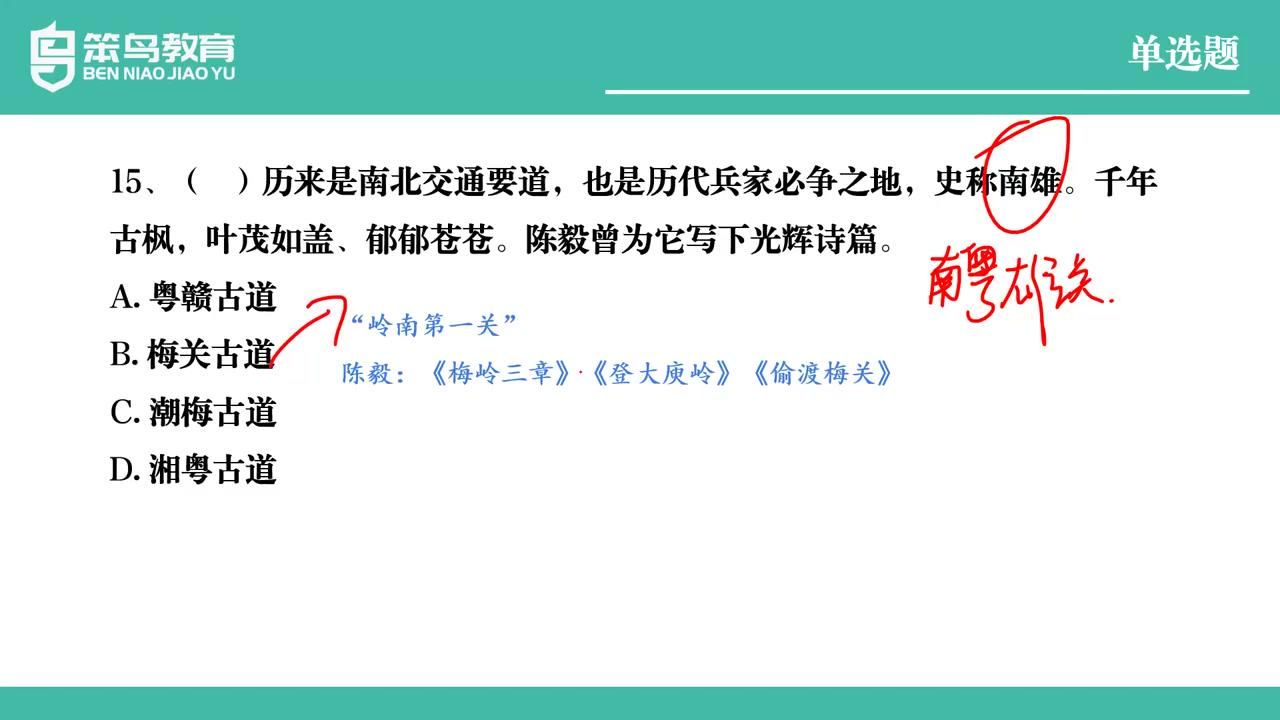 笨鸟教育
BEN NIAO JIAO YU
单选题
15、（ ）历来是南北交通要道，也是历代兵家必争之地，史称南雄。千年
古枫，叶茂如盖、郁郁苍苍。陈毅曾为它写下光辉诗篇。
南粤雄关.
A. 粤赣古道
“岭南第一关”
B. 梅关古道
陈毅：《梅岭三章》·《登大庾岭》《偷渡梅关》
C. 潮梅古道
D. 湘粤古道